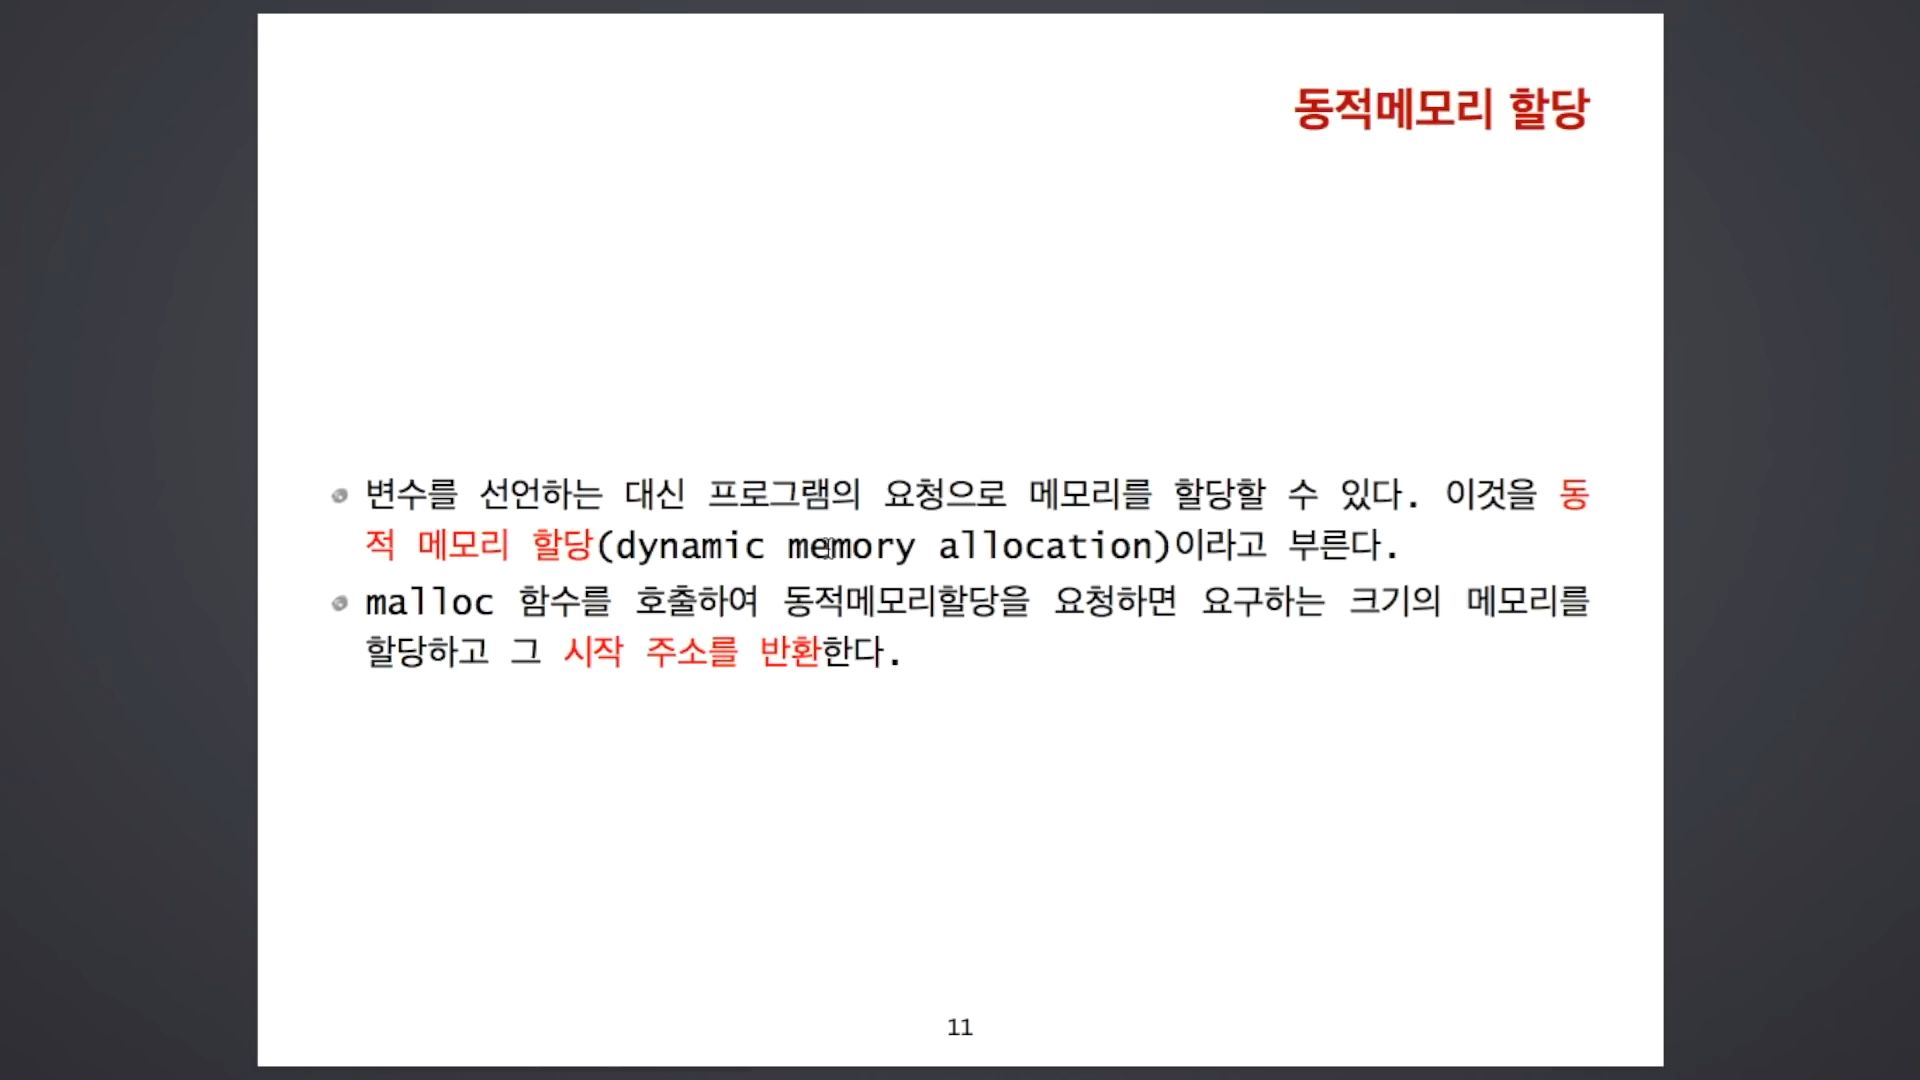 동적메모리 할당
변수를 선언하는 대신 프로그램의 요청으로 메모리를 할당할 수 있다. 이것을 동
적 메모리 할당(dynamic memory allocation)이라고 부른다.
malloc 함수를 호출하여 동적메모리할당을 요청하면 요구하는 크기의 메모리를
할당하고 그 시작 주소를 반환한다.
11